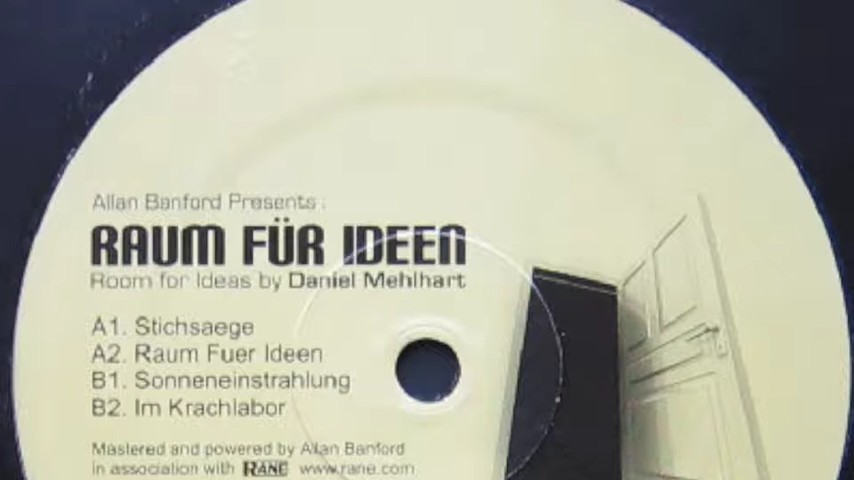 Allan Banford Presents :
RAUM FÜR IDEEN
Room for Ideas by Daniel Mehlhart
A1. Stichsaege
A2. Raum Fuer Ideen
B1. Sonneneinstrahlung
B2. Im Krachlabor
Mastered and powered by Allan Banford
in association with RANE www.rane.com